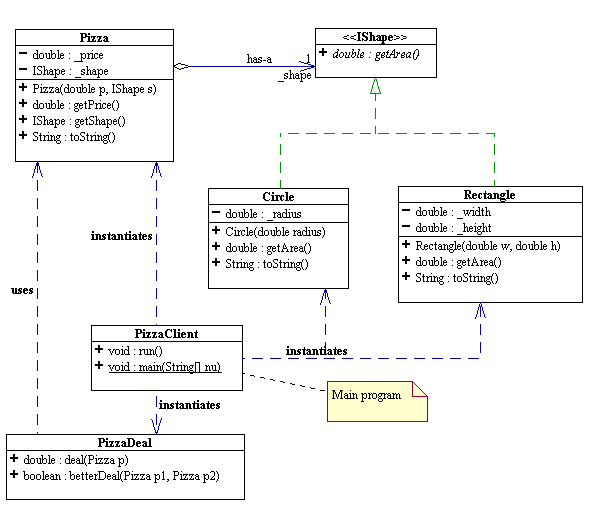 Pizza
- double : _price
- IShape : _shape
+ Pizza(double p, IShape s)
+ double : getPrice()
+ IShape : getShape()
+ String : toString()
has-a
1
_shape
<<IShape>>
+ double : getArea()
Circle
- double : _radius
+ Circle(double radius)
+ double : getArea()
+ String : toString()
Rectangle
- double : _width
- double : _height
+ Rectangle(double w, double h)
+ double : getArea()
+ String : toString()
instantiates
uses
PizzaClient
+ void : run()
+ void : main(String[] nu)
instantiates
Main program
instantiates
PizzaDeal
+ double : deal(Pizza p)
+ boolean : betterDeal(Pizza p1, Pizza p2)